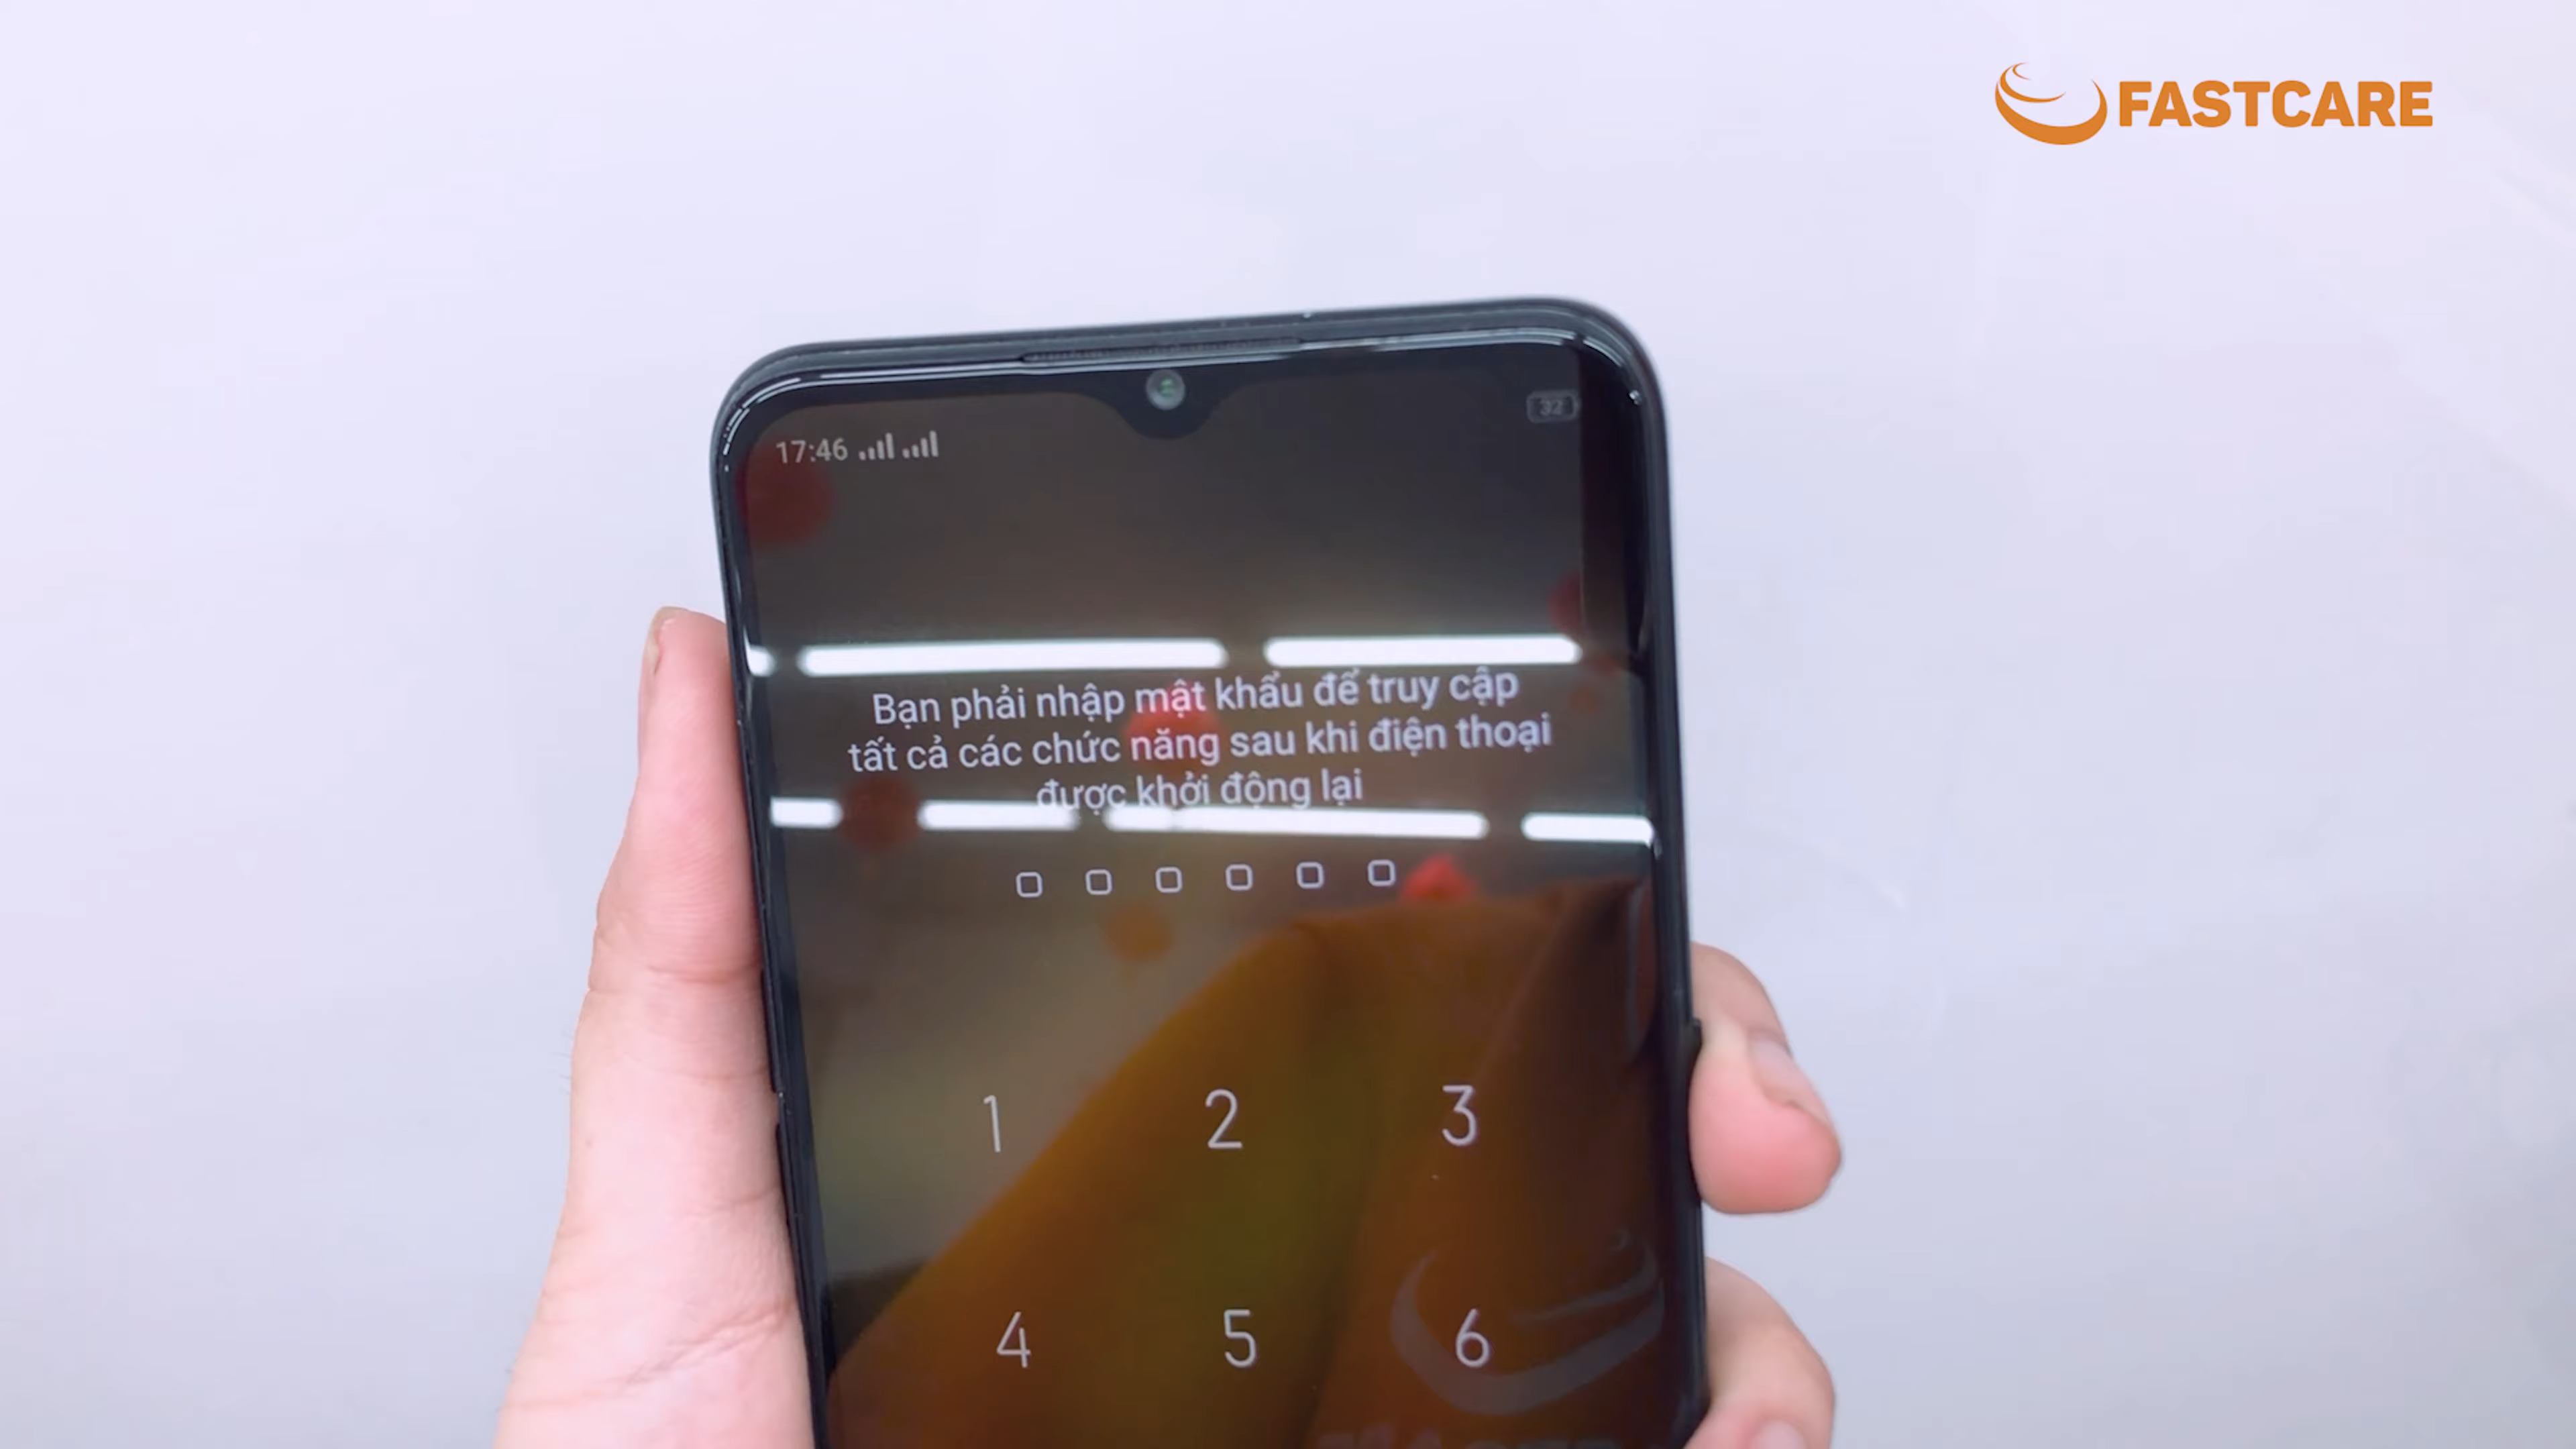 FASTCARE
17:46
32
Bạn phải nhập mật khẩu để truy cập
tất cả các chức năng sau khi điện thoại
được khởi động lại
1 2 3
4 5 6